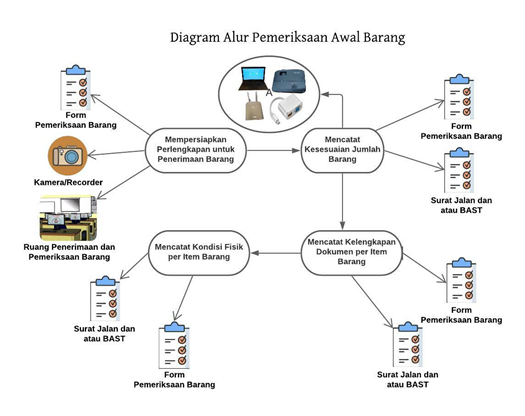 Diagram Alur Pemeriksaan Awal Barang
A
Form
Pemeriksaan Barang
Mempersiapkan
Perlengkapan untuk
Penerimaan Barang
Mencatat
Kesesuaian Jumlah
Barang
Form
Pemeriksaan Barang
Kamera/Recorder
Surat Jalan dan
atau BAST
Ruang Penerimaan dan
Pemeriksaan Barang
Mencatat Kondisi Fisik
per Item Barang
Mencatat Kelengkapan
Dokumen per Item
Barang
Form
Pemeriksaan Barang
Surat Jalan dan
atau BAST
Form
Pemeriksaan Barang
Surat Jalan dan
atau BAST